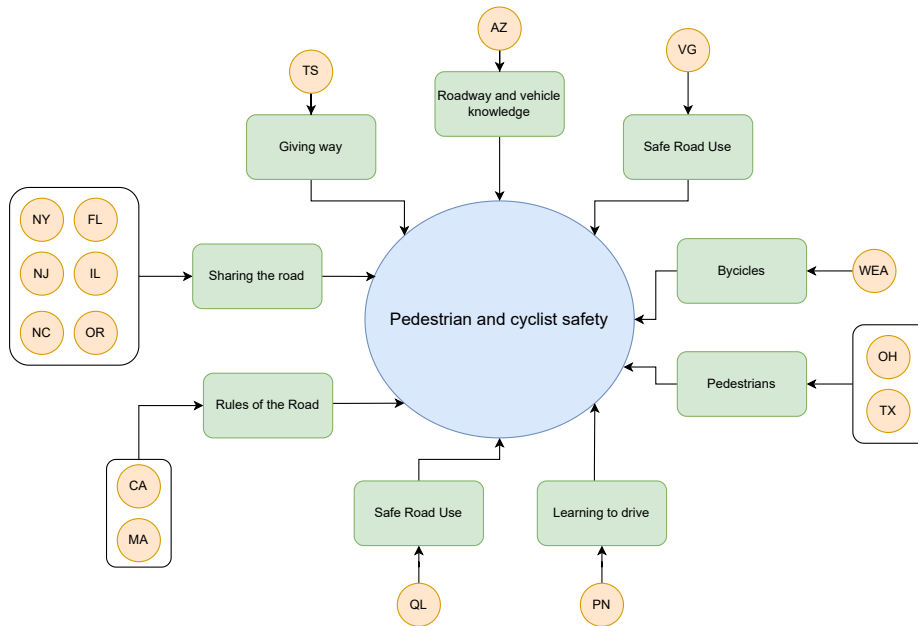 AZ
VG
TS
Roadway and vehicle
knowledge
Giving way
Safe Road Use
NY
FL
NJ
IL
NC
OR
Sharing the road
Bycicles
WEA
Pedestrian and cyclist safety
Pedestrians
OH
TX
Rules of the Road
CA
MA
Safe Road Use
Learning to drive
QL
PN